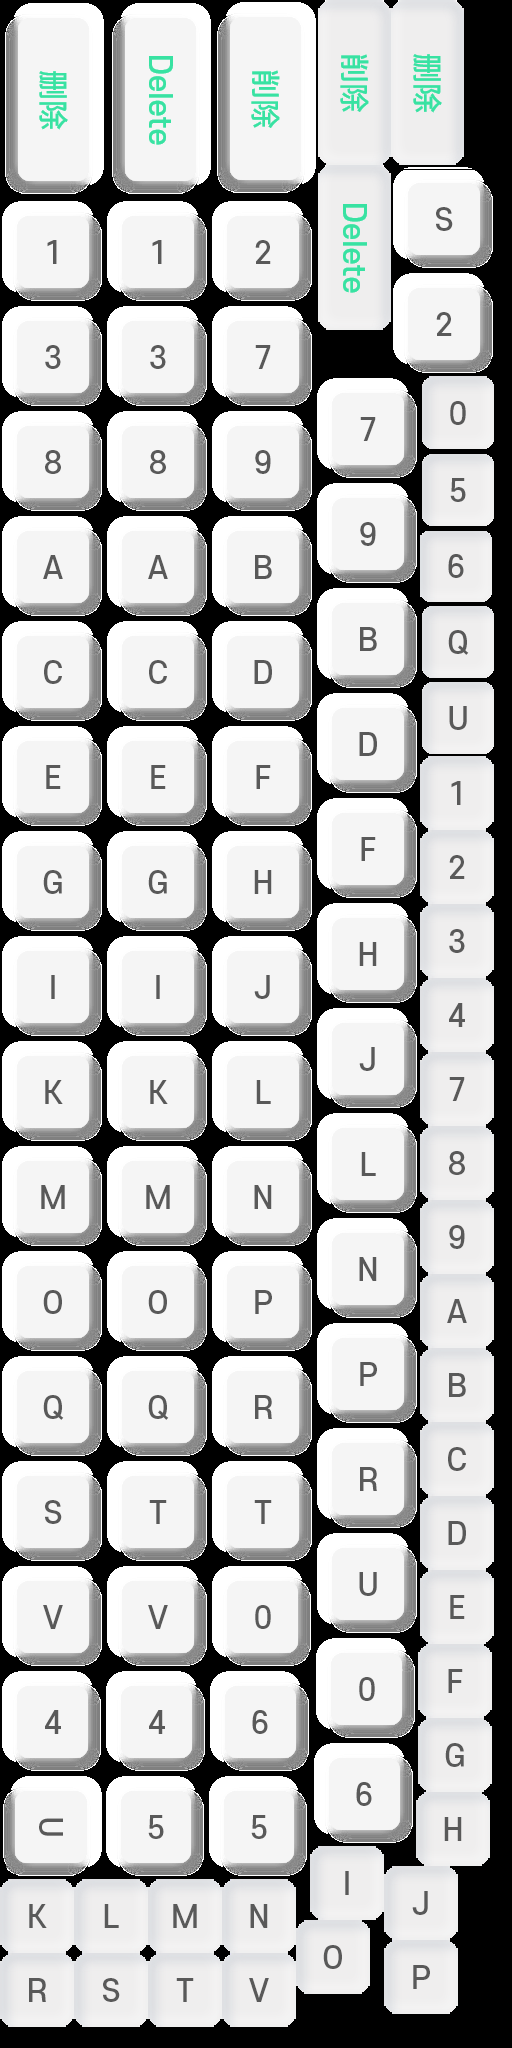 删除 Delete 削除 削除 删除
Delete S
1 1 2 2
3 3 7 7 0
8 8 9 9 5
A A B B 6
C C D D Q
E E F F U
G G H H 1
I I J J 2
K K L L 3
M M N N 4
O O P P 7
Q Q R R 8
S T T U 9
V V 0 0 A
4 4 6 6 B
U 5 5 C
D
E
F
G
H
K L M N I J
R S T V O P